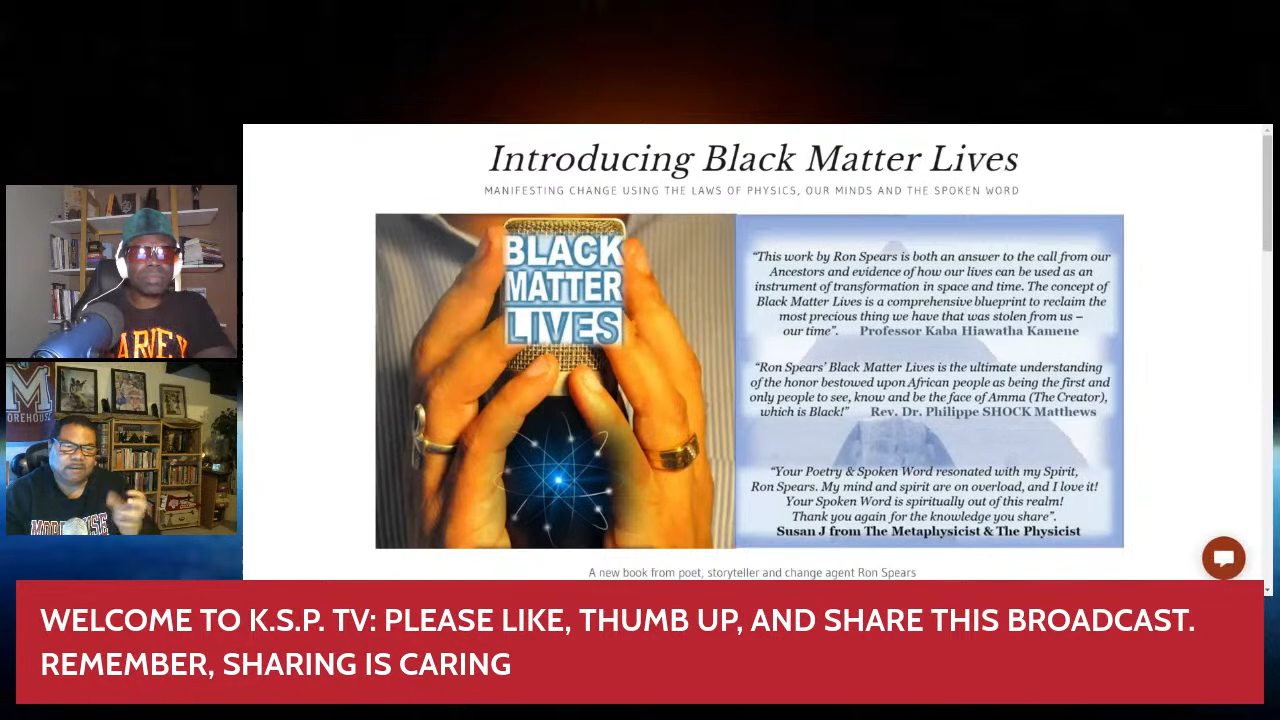 Introducing Black Matter Lives
MANIFESTING CHANGE USING THE LAWS OF PHYSICS, OUR MINDS AND THE SPOKEN WORD
BLACK
MATTER
LIVES
“This work by Ron Spears is both an answer to the call from our
Ancestors and evidence of how our lives can be used as an
instrument of transformation in space and time. The concept of
Black Matter Lives is a comprehensive blueprint to reclaim the
most precious thing we have that was stolen from us –
our time”. Professor Kaba Hiawatha Kamene
“Ron Spears’ Black Matter Lives is the ultimate understanding
of the honor bestowed upon African people as being the first and
only people to see, know and be the face of Amma (The Creator),
which is Black!” Rev. Dr. Philippe SHOCK Matthews
“Your Poetry & Spoken Word resonated with my Spirit,
Ron Spears. My mind and spirit are on overload, and I love it!
Your Spoken Word is spiritually out of this realm!
Thank you again for the knowledge you share”.
Susan J from The Metaphysicist & The Physicist
A new book from poet, storyteller and change agent Ron Spears
ARVEY
M
OREHOUSE
WELCOME TO K.S.P. TV: PLEASE LIKE, THUMB UP, AND SHARE THIS BROADCAST.
REMEMBER, SHARING IS CARING